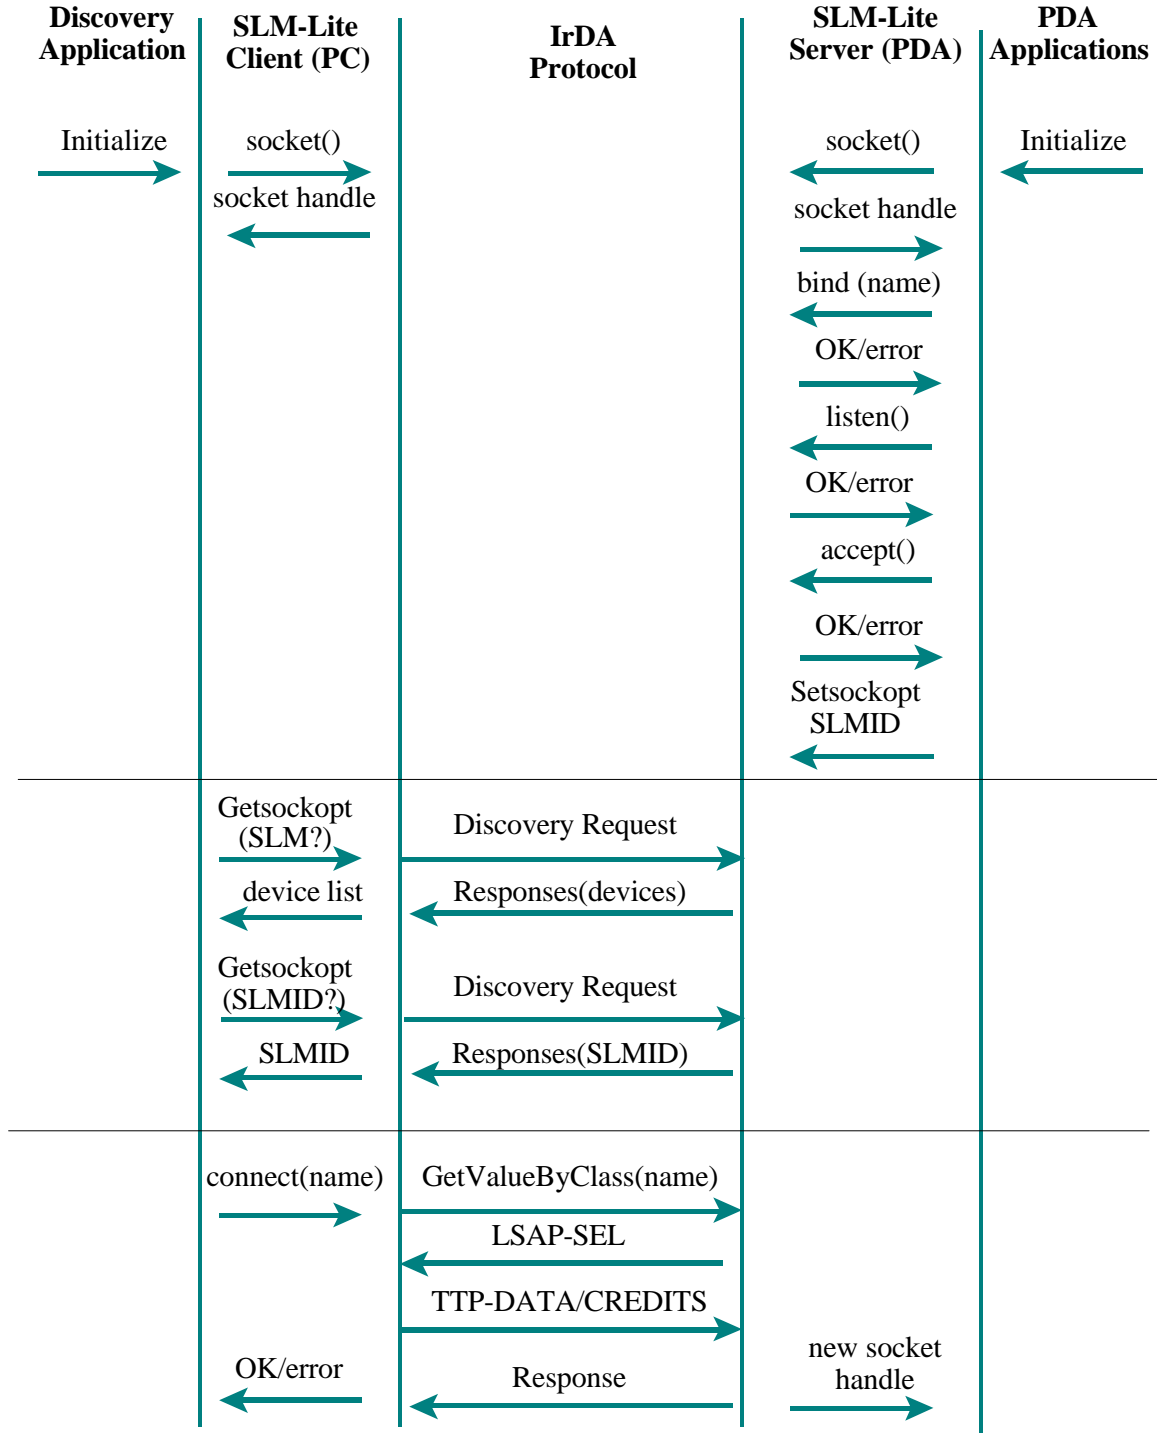 Discovery
Application
SLM-Lite
Client (PC)
IrDA
Protocol
SLM-Lite
Server (PDA)
PDA
Applications
Initialize
socket()
socket()
Initialize
socket handle
socket handle
bind (name)
OK/error
listen()
OK/error
accept()
OK/error
Setsockopt
SLMID
Getsockopt
(SLM?)
Discovery Request
device list
Responses(devices)
Getsockopt
(SLMID?)
Discovery Request
SLMID
Responses(SLMID)
connect(name)
GetValueByClass(name)
LSAP-SEL
TTP-DATA/CREDITS
OK/error
Response
new socket
handle